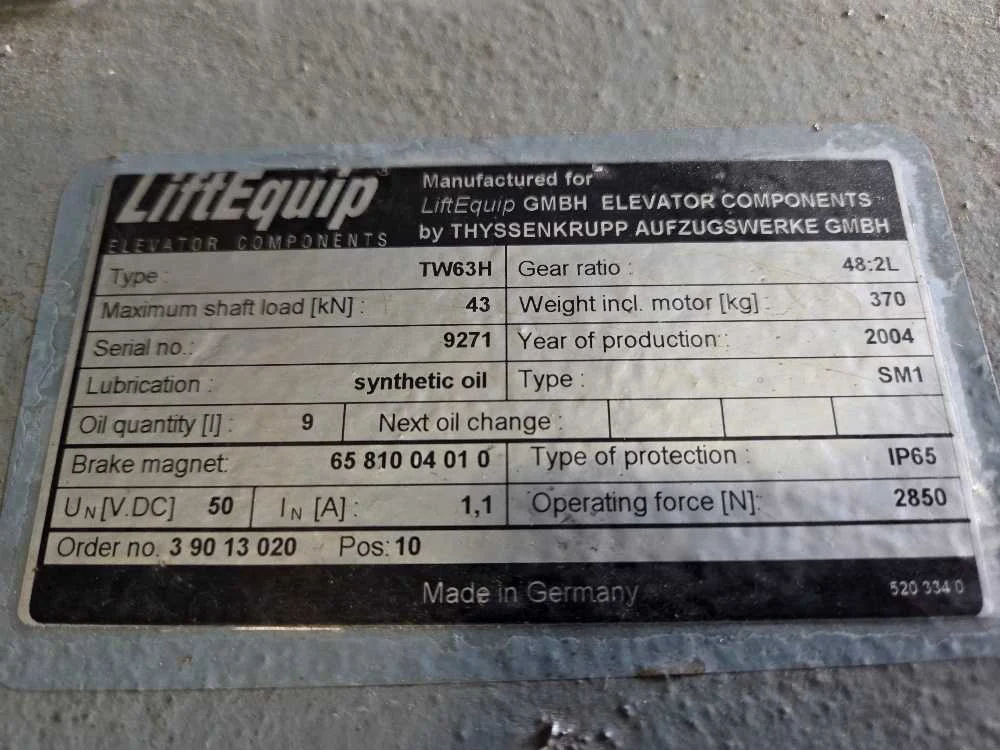 LiftEquip®
ELEVATOR COMPONENTS
Manufactured for
LiftEquip GMBH ELEVATOR COMPONENTS
by THYSSENKRUPP AUFZUGSWERKE GMBH
Type : TW63H Gear ratio : 48:2L
Maximum shaft load [kN] : 43 Weight incl. motor [kg] : 370
Serial no.: 9271 Year of production : 2004
Lubrication : synthetic oil Type : SM1
Oil quantity [l] : 9 Next oil change :
Brake magnet: 65 810 04 01 0 Type of protection : IP65
UN [V.DC] 50 IN [A] : 1,1 Operating force [N]: 2850
Order no. 3 90 13 020 Pos: 10
Made in Germany 520 334 0